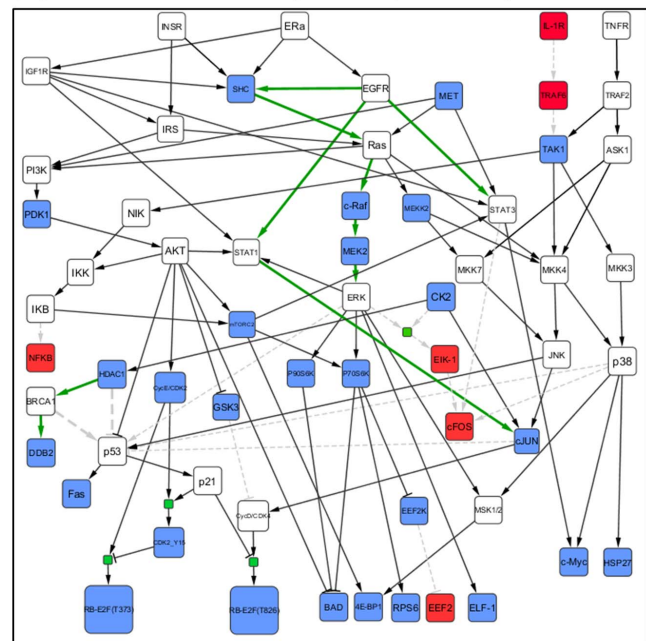 INSR
ERa
IL-1R
TNFR
IGF1R
SHC
EGFR
MET
TRAF6
TRAF2
IRS
Ras
TAK1
ASK1
PI3K
PDK1
NIK
c-Raf
MEKK2
STAT3
AKT
STAT1
MEK2
MKK7
MKK4
MKK3
IKK
ERK
CK2
IKB
mTORC2
EIK-1
JNK
p38
NFKB
HDAC1
CycE/CDK2
P90S6K
P70S6K
BRCA1
GSK3
cFOS
DDB2
p53
cJUN
Fas
p21
CycD/CDK4
EEF2K
MSK1/2
CDK2_Y15
c-Myc
HSP27
RB-E2F(T373)
RB-E2F(T826)
BAD
4E-BP1
RPS6
EEF2
ELF-1